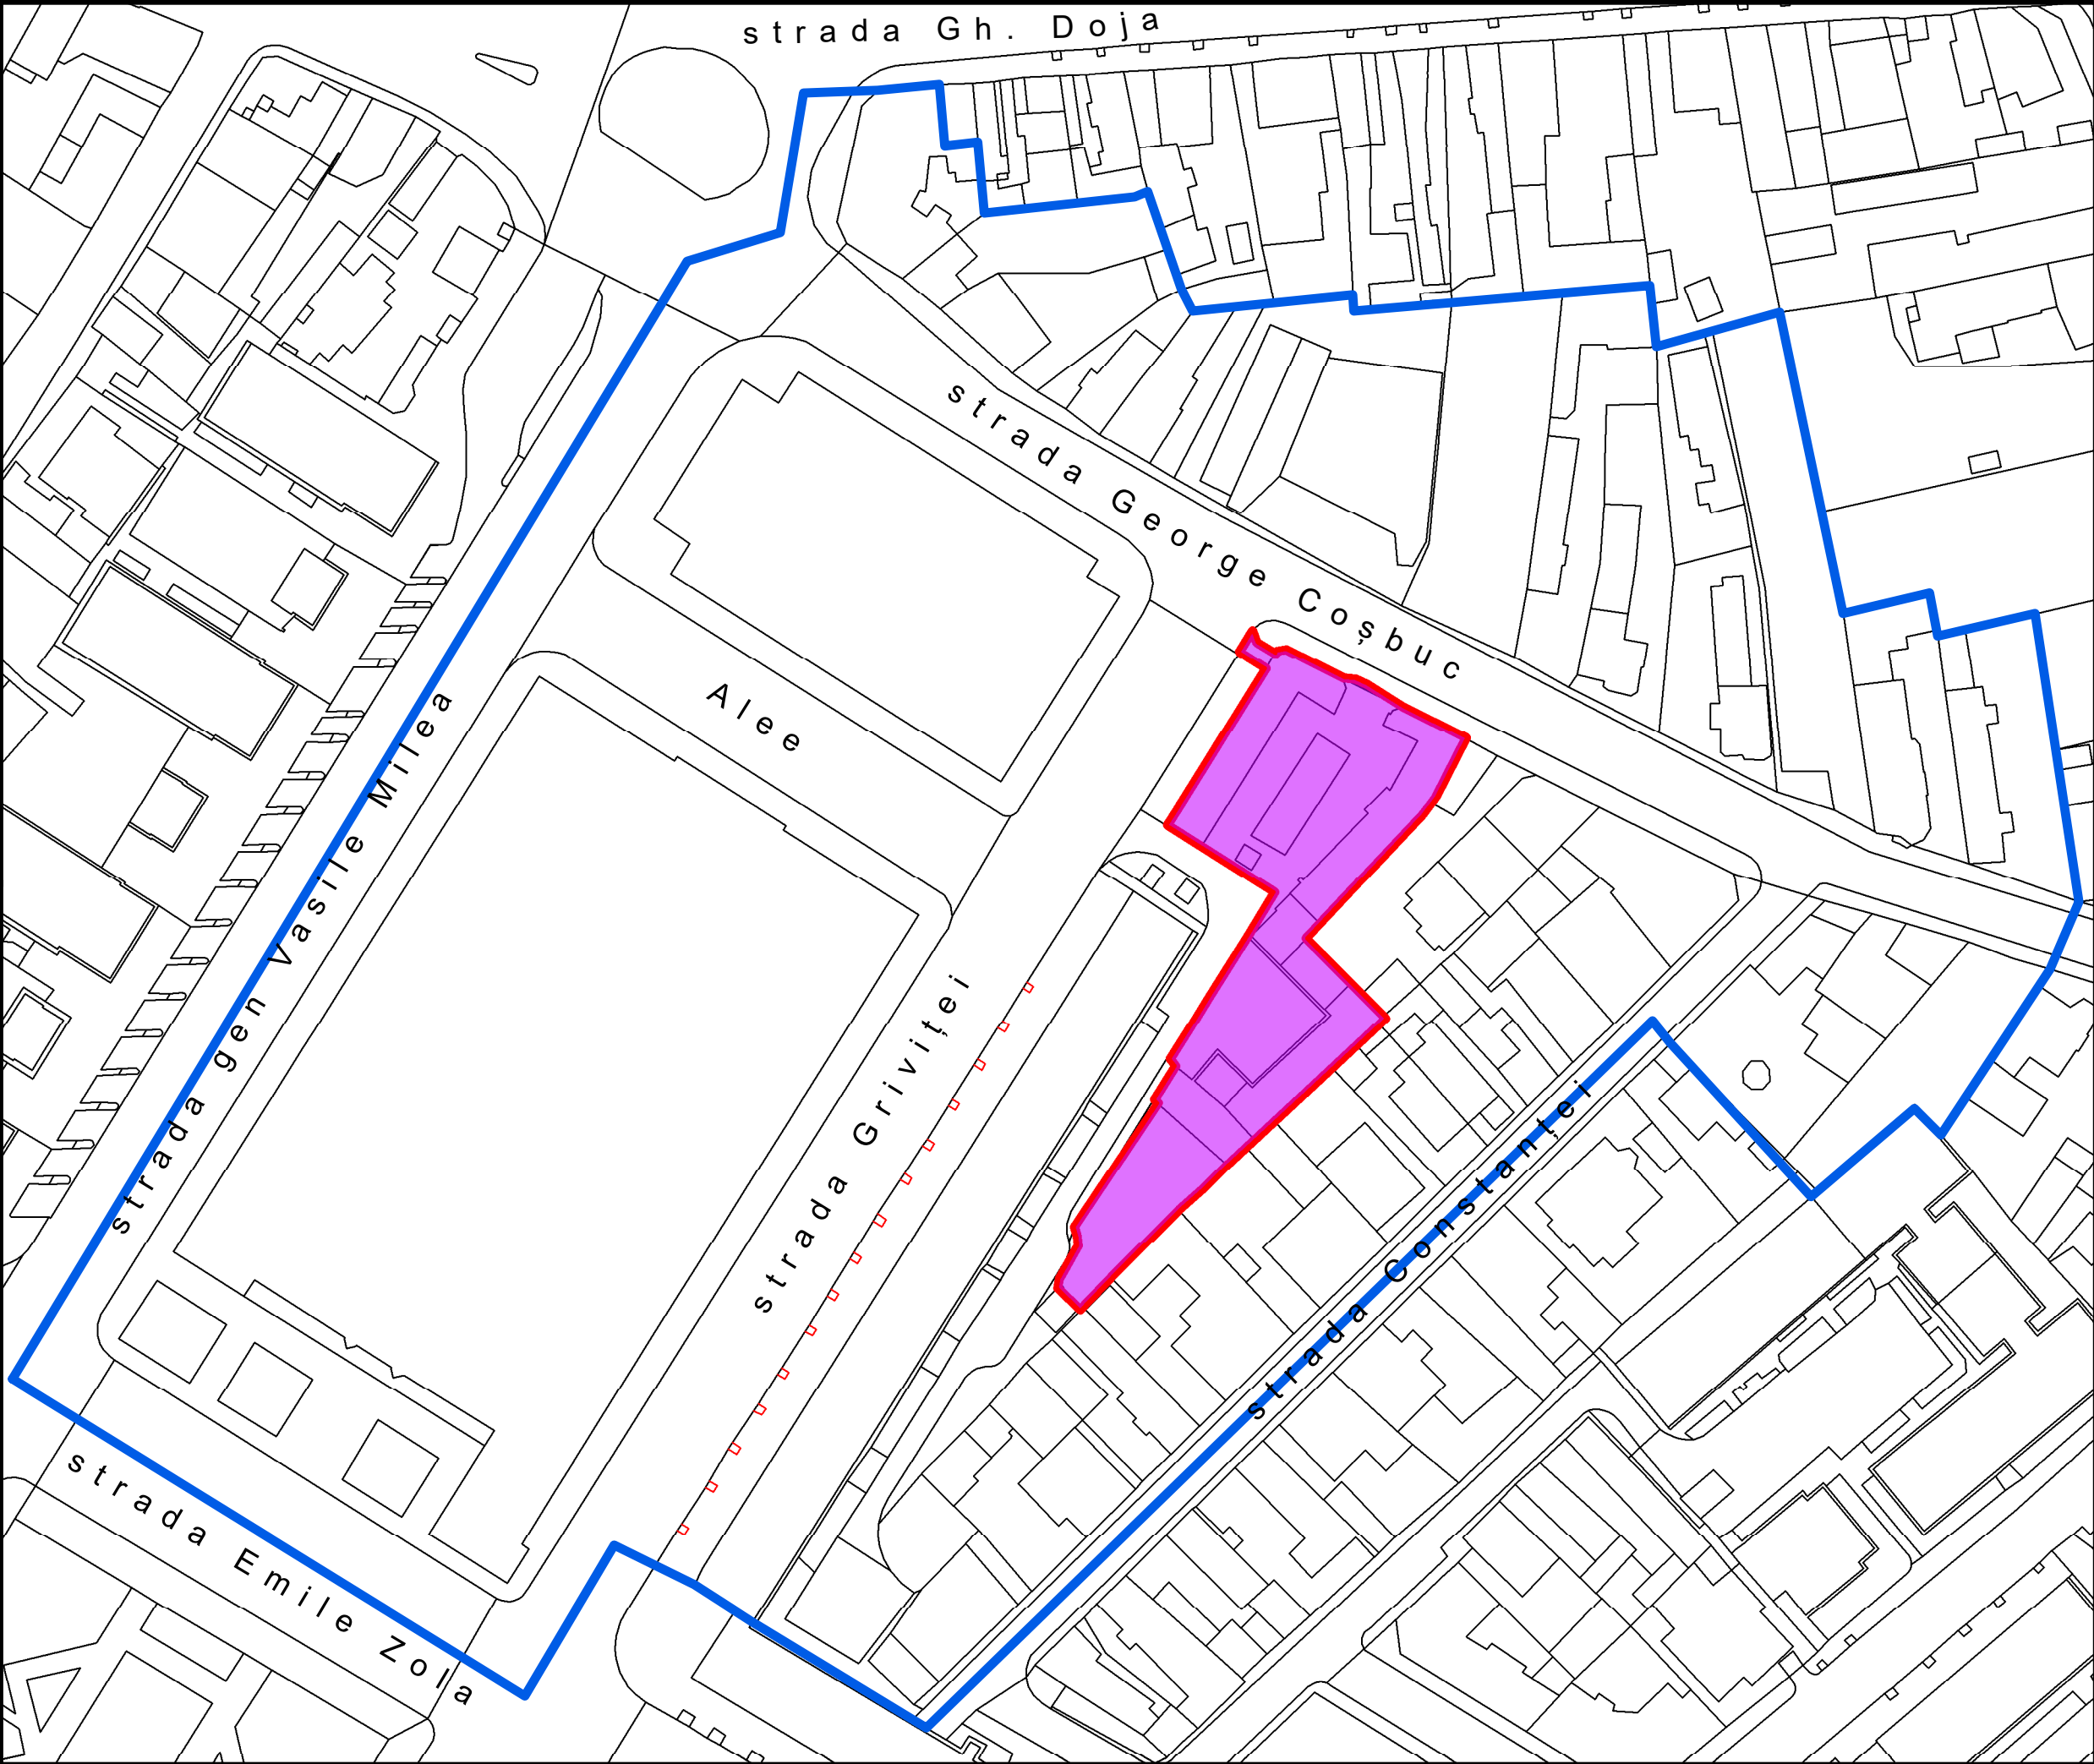 strada Gh. Doja
strada George Coșbuc
Alee
strada gen Vasile Milea
strada Griviței
strada Constanței
strada Emile Zola